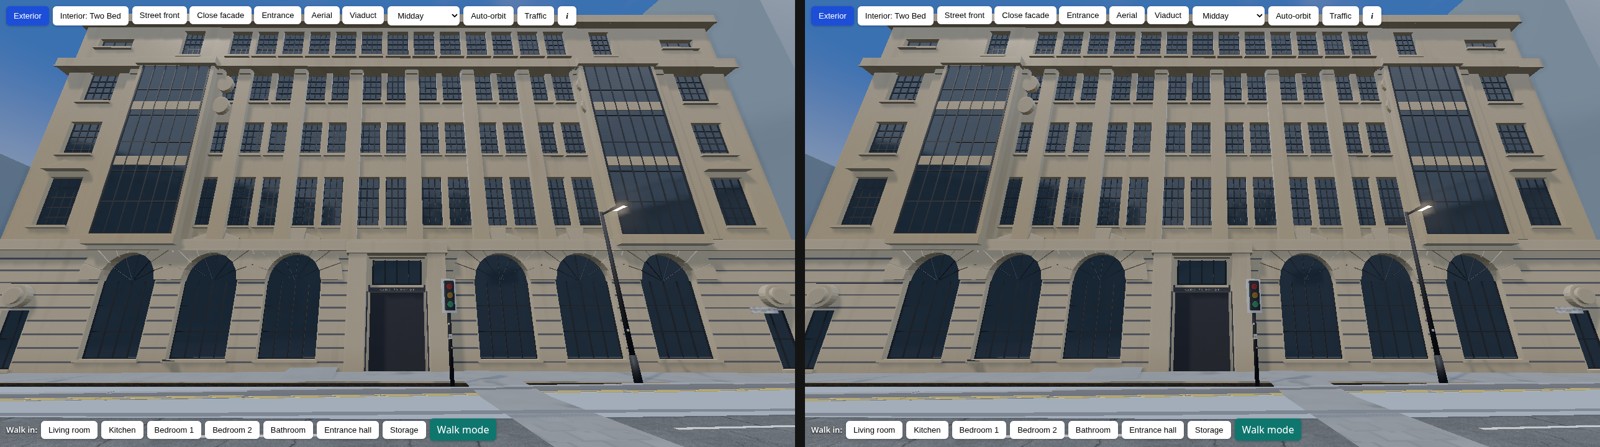 Exterior Interior: Two Bed Street front Close facade Entrance Aerial Viaduct Midday Auto-orbit Traffic i
Walk in: Living room Kitchen Bedroom 1 Bedroom 2 Bathroom Entrance hall Storage Walk mode
Exterior Interior: Two Bed Street front Close facade Entrance Aerial Viaduct Midday Auto-orbit Traffic i
Walk in: Living room Kitchen Bedroom 1 Bedroom 2 Bathroom Entrance hall Storage Walk mode